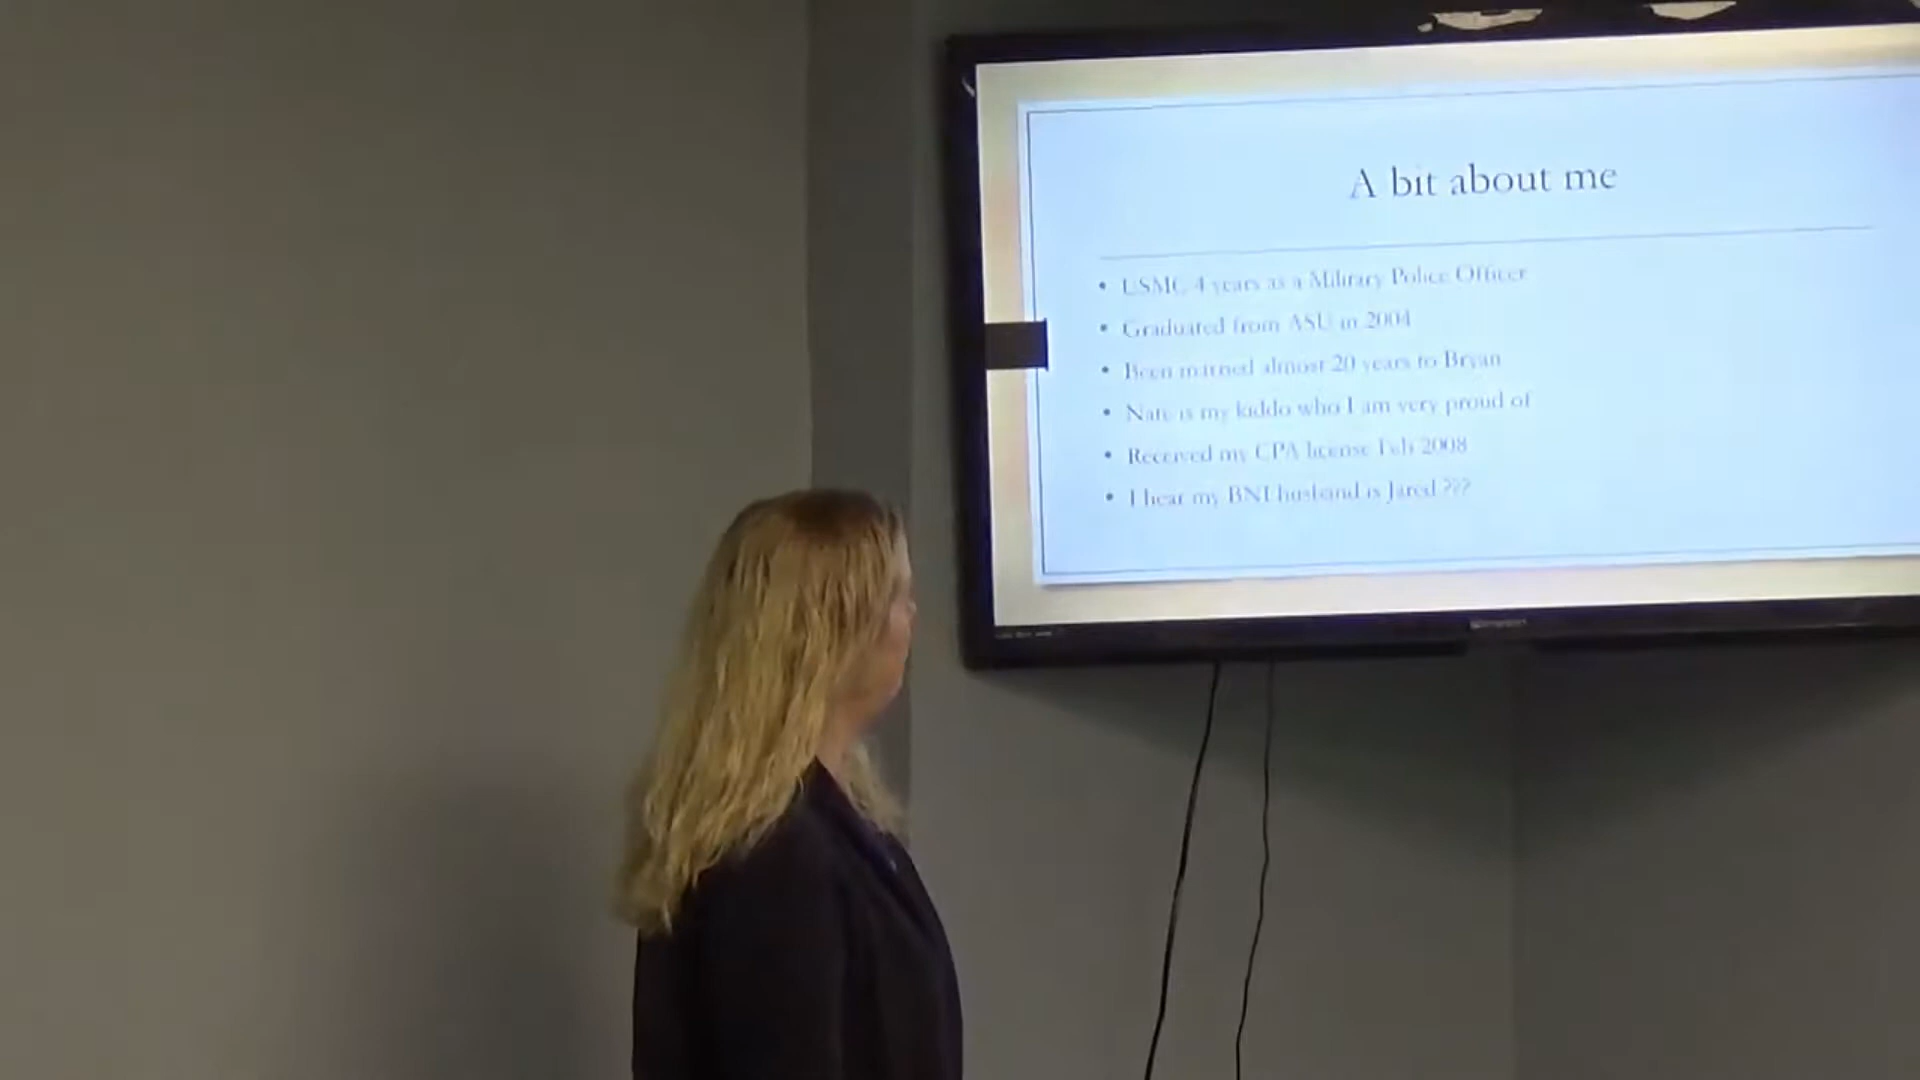 A bit about me
• USMC 4 years as a Military Police Officer
• Graduated from ASU in 2004
• Been married almost 20 years to Bryan
• Nate is my kiddo who I am very proud of
• Received my CPA license Feb 2008
• I hear my BNI husband is Jared ???